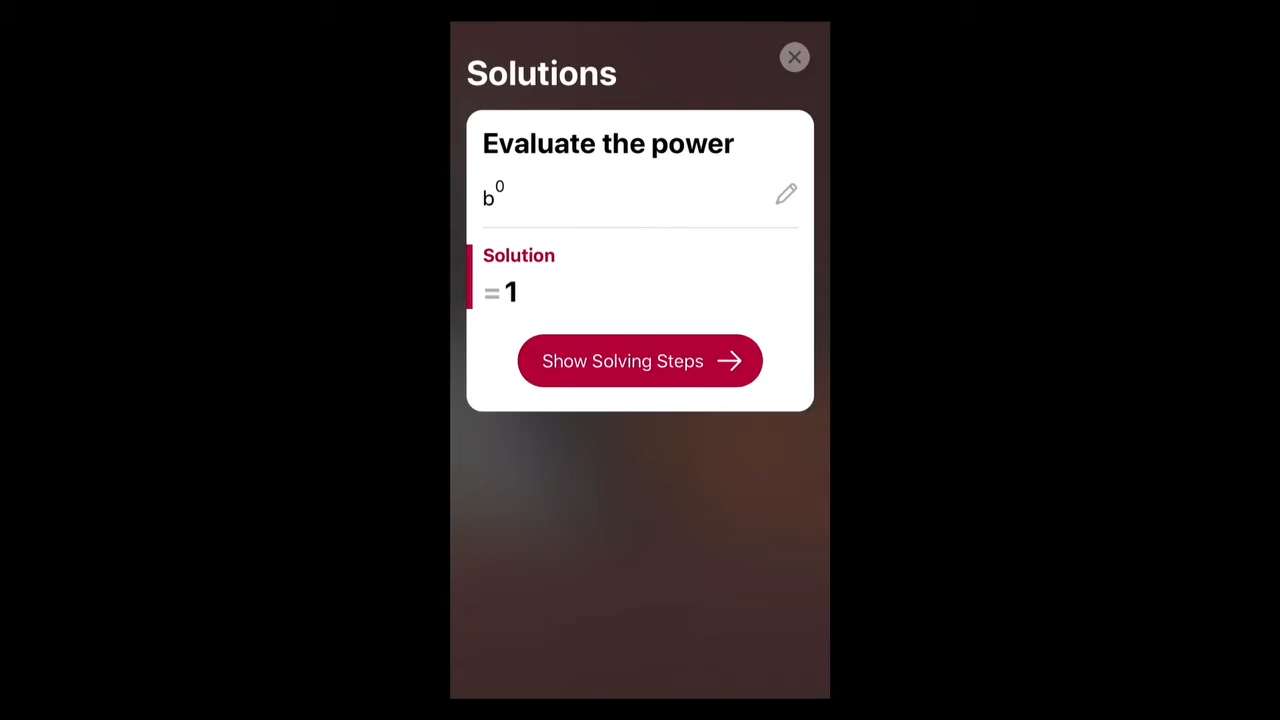 Solutions
Evaluate the power
b⁰
Solution
=1
Show Solving Steps